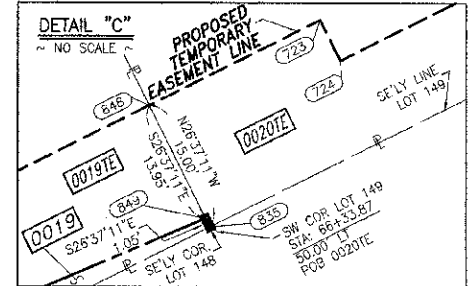 DETAIL "C"
~ NO SCALE ~
PROPOSED
TEMPORARY
EASEMENT LINE
723
724
848
SE'LY LINE
LOT 149
0020TE
0019TE
N26°37'11"W
15.00'
S26°37'11"E
13.95'
849
0019
S26°37'11"E
1.05'
835
SW COR LOT 149
STA: 66+33.87
50.00' LT
POB 0020TE
SE'LY COR
LOT 148